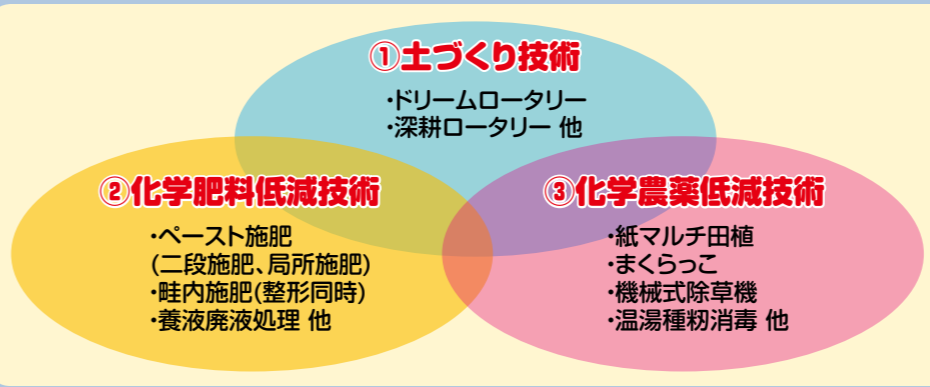 ①土づくり技術
・ドリームロータリー
・深耕ロータリー 他
②化学肥料低減技術
・ペースト施肥
(二段施肥、局所施肥)
・畦内施肥(整形同時)
・養液廃液処理 他
③化学農薬低減技術
・紙マルチ田植
・まくらっこ
・機械式除草機
・温湯種籾消毒 他